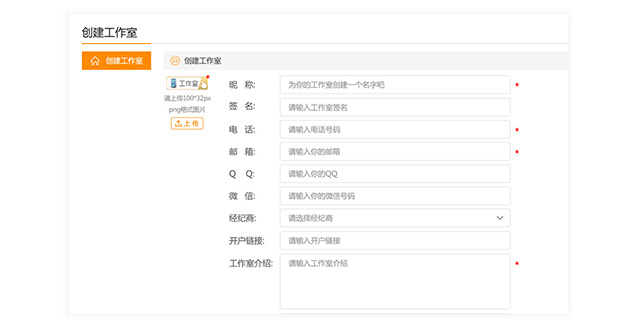 创建工作室
创建工作室
创建工作室
工作室
请上传100*32px
png格式图片
上传
昵 称: 为你的工作室创建一个名字吧 *
签 名: 请输入工作室签名
电 话: 请输入电话号码 *
邮 箱: 请输入你的邮箱 *
Q Q: 请输入你的QQ
微 信: 请输入你的微信号码
经纪商: 请选择经纪商
开户链接: 请输入开户链接
工作室介绍: 请输入工作室介绍 *